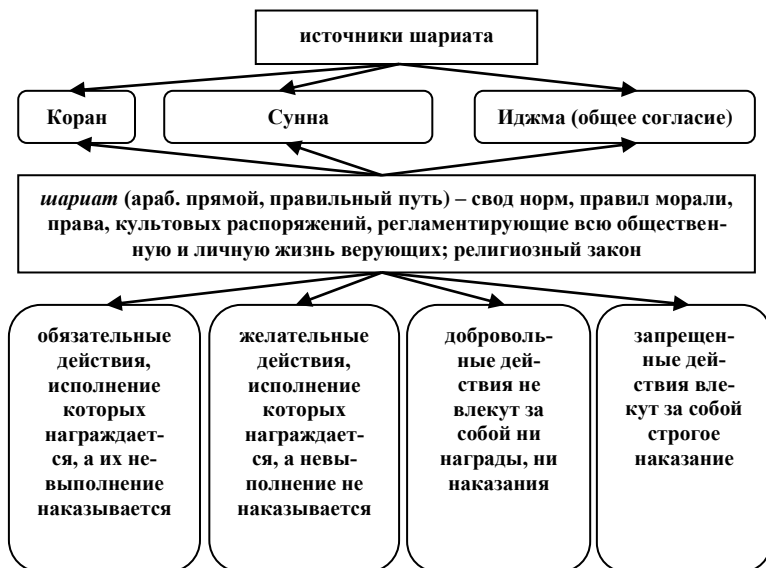 источники шариата
Коран
Сунна
Иджма (общее согласие)
шариат (араб. прямой, правильный путь) – свод норм, правил морали,
права, культовых распоряжений, регламентирующие всю обществен-
ную и личную жизнь верующих; религиозный закон
обязательные
действия,
исполнение
которых
награждает-
ся, а их не-
выполнение
наказывается
желательные
действия,
исполнение
которых
награждает-
ся, а невы-
полнение не
наказывается
доброволь-
ные дей-
ствия не
влекут за
собой ни
награды, ни
наказания
запрещен-
ные дей-
ствия вле-
кут за собой
строгое
наказание